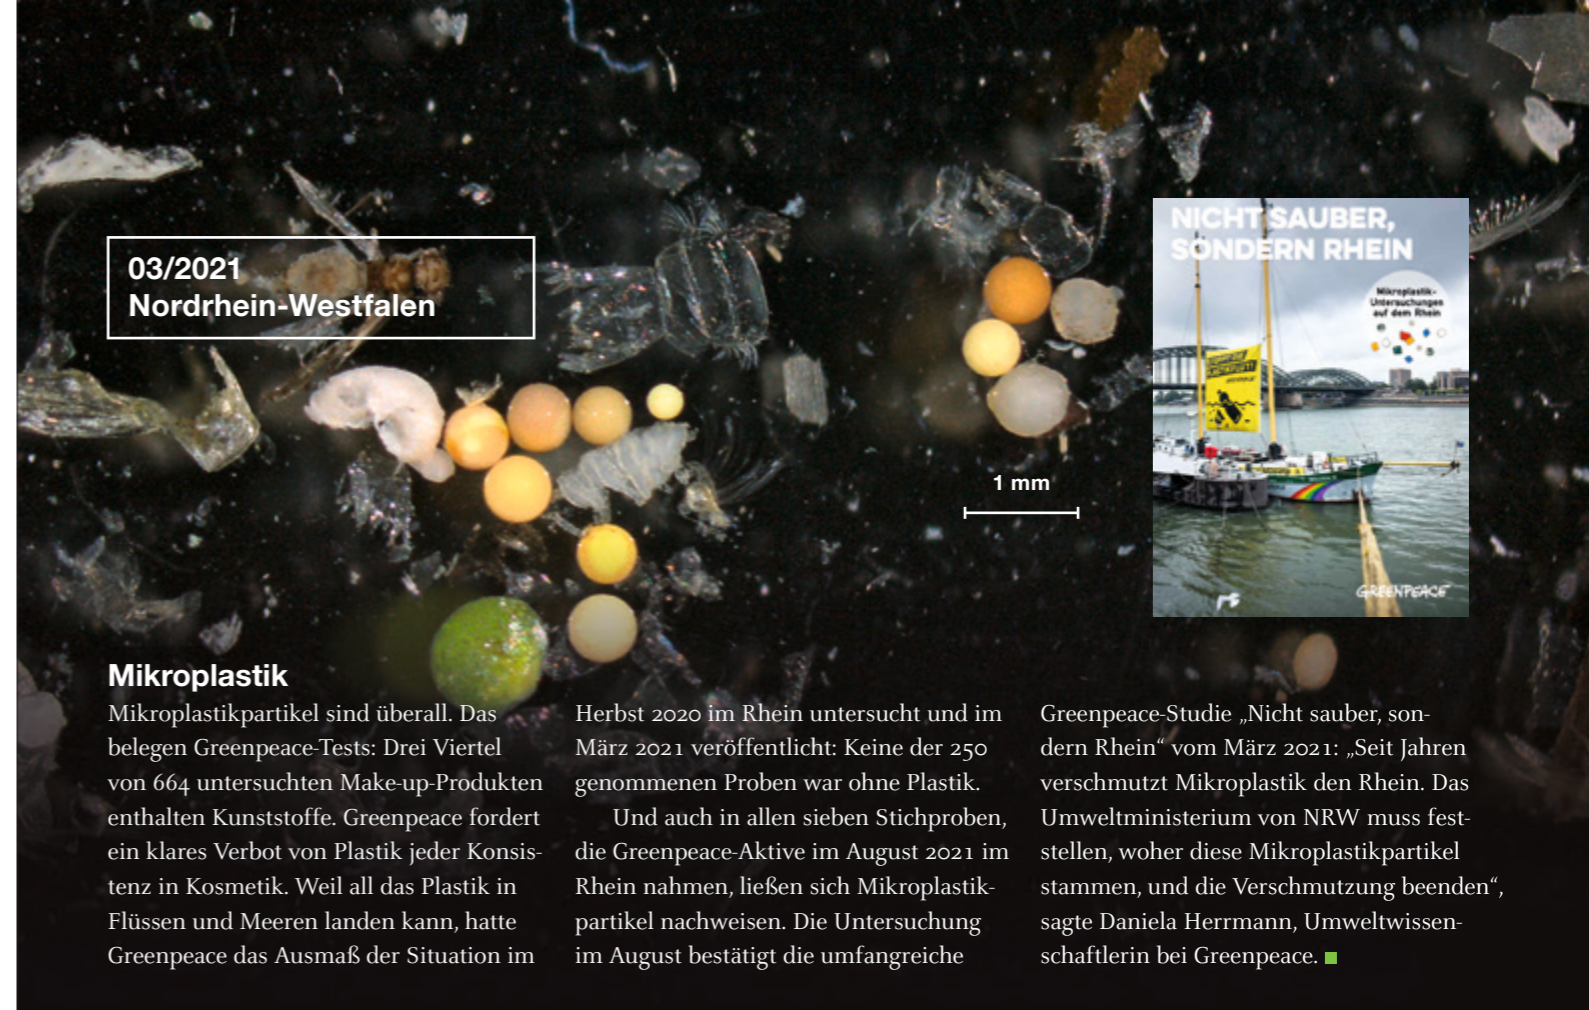 03/2021
Nordrhein-Westfalen
NICHT SAUBER,
SONDERN RHEIN
Mikroplastik-
Untersuchungen
auf dem Rhein
1 mm
GREENPEACE
Mikroplastik
Mikroplastikpartikel sind überall. Das
belegen Greenpeace-Tests: Drei Viertel
von 664 untersuchten Make-up-Produkten
enthalten Kunststoffe. Greenpeace fordert
ein klares Verbot von Plastik jeder Konsis-
tenz in Kosmetik. Weil all das Plastik in
Flüssen und Meeren landen kann, hatte
Greenpeace das Ausmaß der Situation im
Herbst 2020 im Rhein untersucht und im
März 2021 veröffentlicht: Keine der 250
genommenen Proben war ohne Plastik.
Und auch in allen sieben Stichproben,
die Greenpeace-Aktive im August 2021 im
Rhein nahmen, ließen sich Mikroplastik-
partikel nachweisen. Die Untersuchung
im August bestätigt die umfangreiche
Greenpeace-Studie „Nicht sauber, son-
dern Rhein“ vom März 2021: „Seit Jahren
verschmutzt Mikroplastik den Rhein. Das
Umweltministerium von NRW muss fest-
stellen, woher diese Mikroplastikpartikel
stammen, und die Verschmutzung beenden“,
sagte Daniela Herrmann, Umweltwissen-
schaftlerin bei Greenpeace.